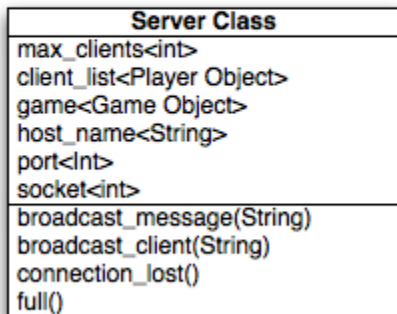 Server Class
max_clients<int>
client_list<Player Object>
game<Game Object>
host_name<String>
port<Int>
socket<int>
broadcast_message(String)
broadcast_client(String)
connection_lost()
full()